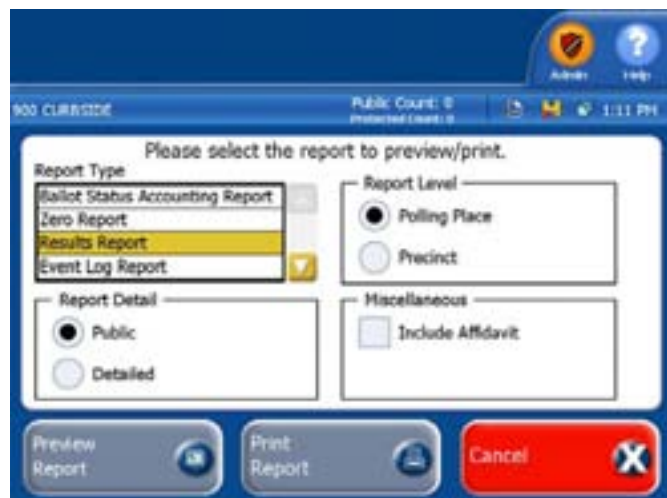 Admin
Help
900 CURBSIDE
Public Count: 0
Protected Count: 0
1:11 PM
Please select the report to preview/print.
Report Type
Ballot Status Accounting Report
Zero Report
Results Report
Event Log Report
Report Level
Polling Place
Precinct
Report Detail
Public
Detailed
Miscellaneous
Include Affidavit
Preview
Report
Print
Report
Cancel